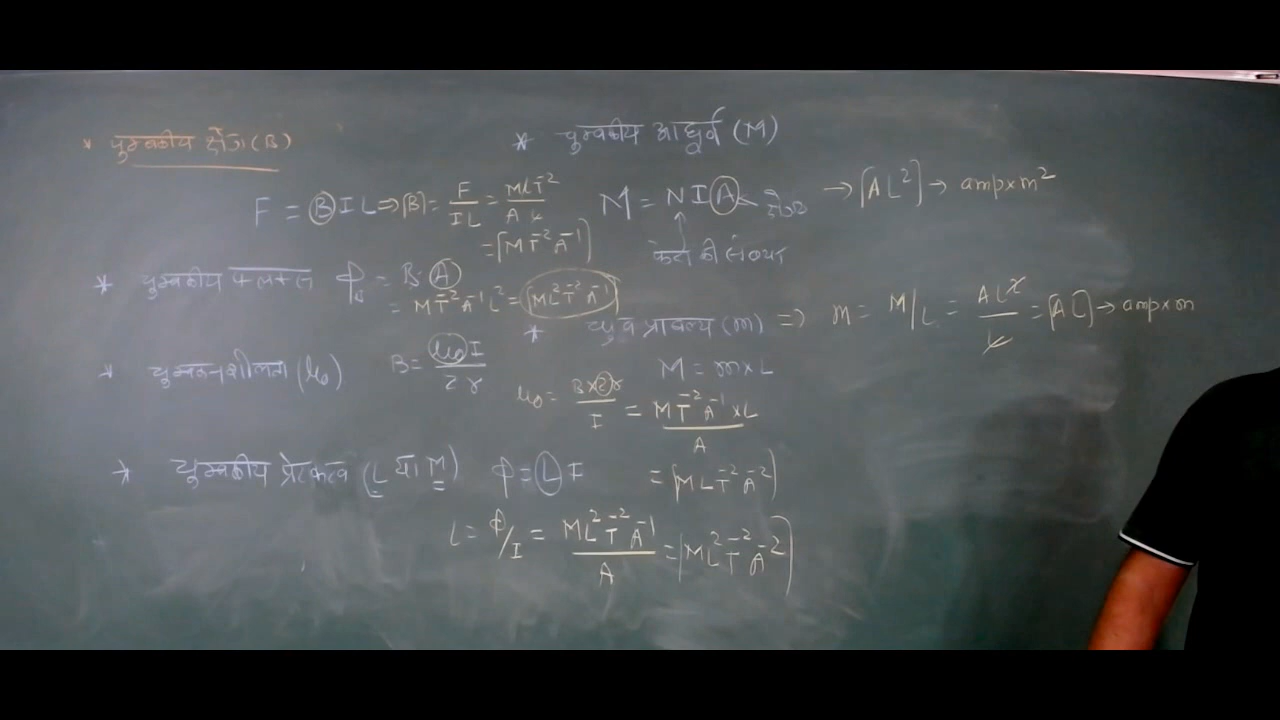 * चुम्बकीय क्षेत्र (B)
F = BIL ⇒ [B] = F/IL = MLT⁻²/A L
= [MT⁻²A⁻¹]
* चुम्बकीय फ्लक्स ϕ_B = B·A
= MT⁻²A⁻¹L² = [ML²T⁻²A⁻¹]
* चुम्बकनशीलता (μ₀) B = μ₀I/2r
μ₀ = B×2r/I = MT⁻²A⁻¹×L/A
= [MLT⁻²A⁻²]
* चुम्बकीय प्रेरकत्व (L या M) ϕ = LI
L = ϕ/I = ML²T⁻²A⁻¹/A = [ML²T⁻²A⁻²]
* चुम्बकीय आघूर्ण (M)
M = NIA → [AL²] → amp×m²
की
* ध्रुव प्राबल्य (m) ⇒ m = M/L = AL²/L = [AL] → amp×m
M = m×L